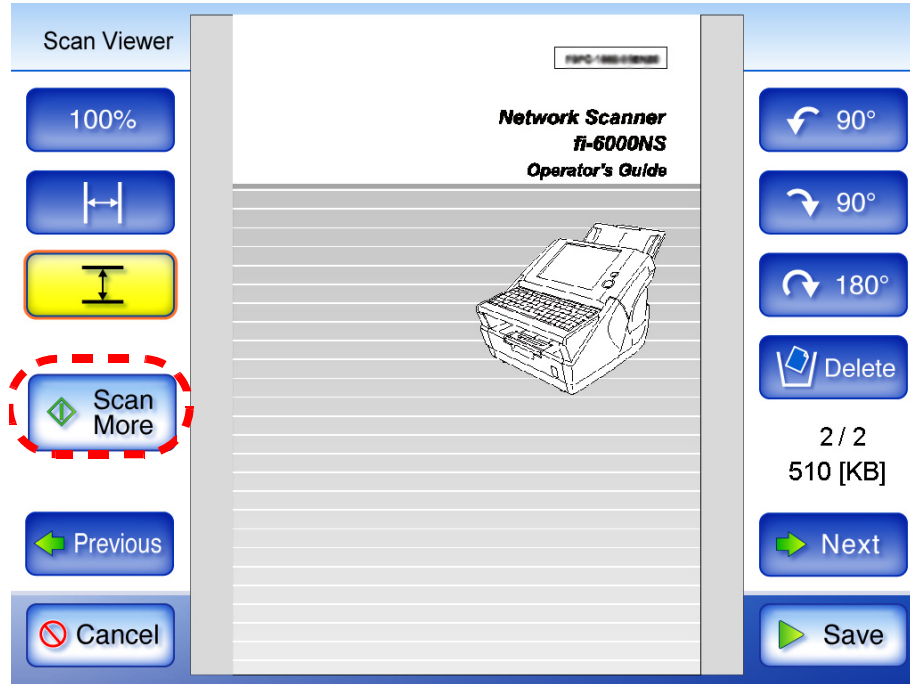 Scan Viewer
100%
Scan
More
Previous
Cancel
Network Scanner
fi-6000NS
Operator's Guide
90°
90°
180°
Delete
2 / 2
510 [KB]
Next
Save